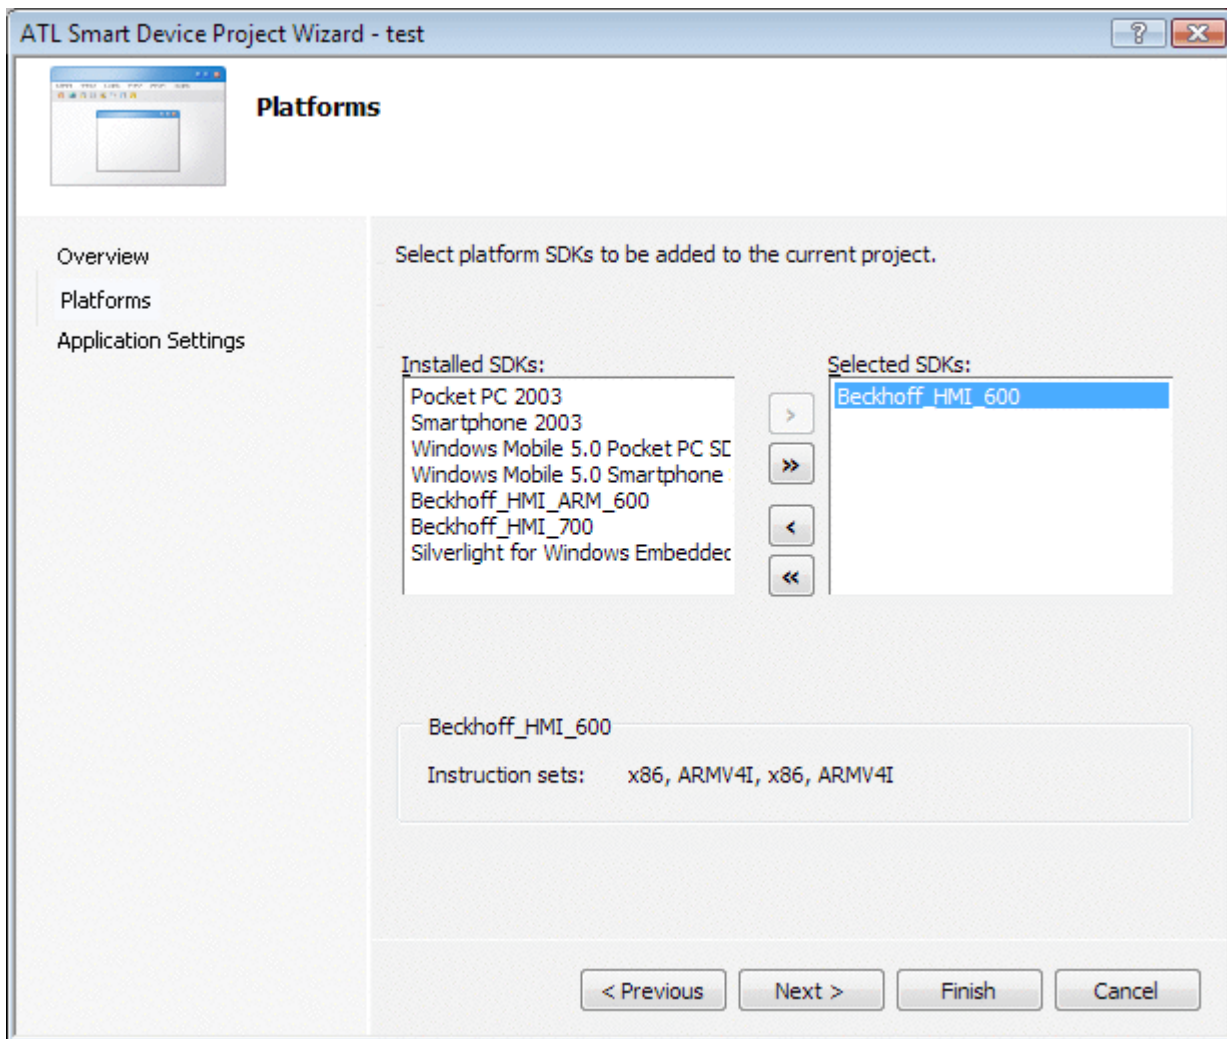 ATL Smart Device Project Wizard - test
Platforms
Overview
Platforms
Application Settings
Select platform SDKs to be added to the current project.
Installed SDKs:
Pocket PC 2003
Smartphone 2003
Windows Mobile 5.0 Pocket PC SD
Windows Mobile 5.0 Smartphone
Beckhoff_HMI_ARM_600
Beckhoff_HMI_700
Silverlight for Windows Embedded
>
»
<
«
Selected SDKs:
Beckhoff_HMI_600
Beckhoff_HMI_600
Instruction sets: x86, ARMV4I, x86, ARMV4I
< Previous
Next >
Finish
Cancel